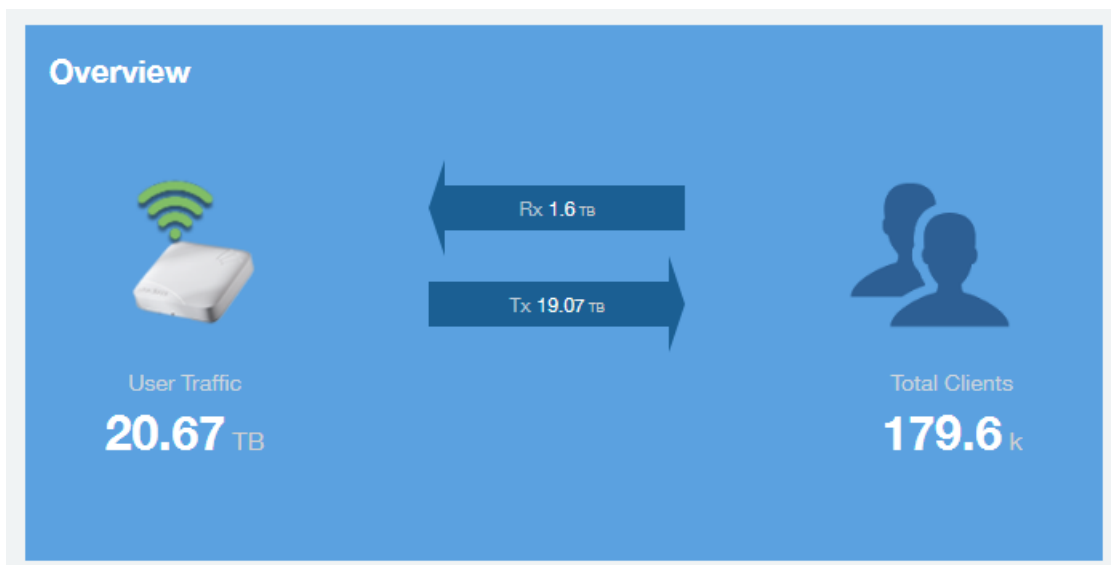 Overview
Rx 1.6 TB
Tx 19.07 TB
User Traffic
20.67 TB
Total Clients
179.6 k